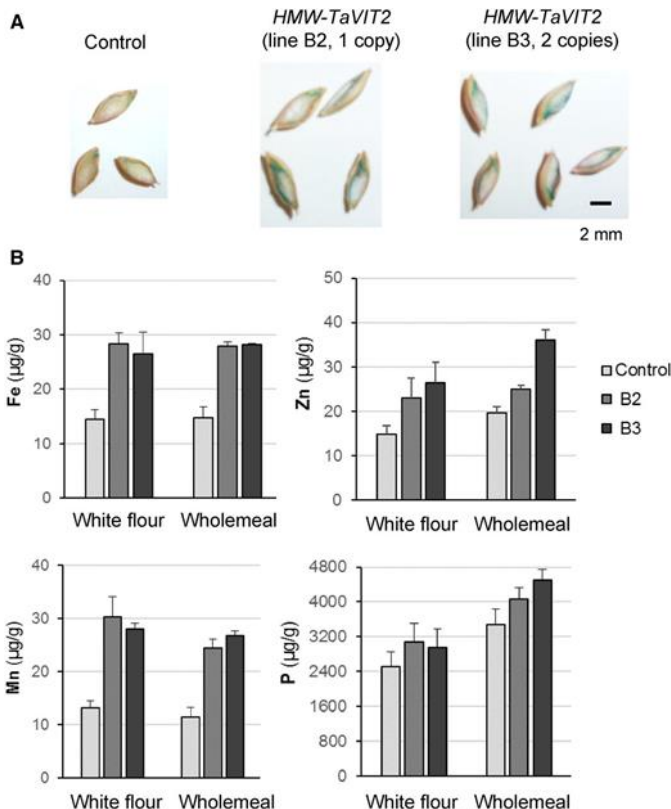 A
Control
HMW-TaVIT2
(line B2, 1 copy)
HMW-TaVIT2
(line B3, 2 copies)
2 mm
B
Fe (µg/g)
40
30
20
10
0
White flour
Wholemeal
Zn (µg/g)
50
40
30
20
10
0
White flour
Wholemeal
Control
B2
B3
Mn (µg/g)
40
30
20
10
0
White flour
Wholemeal
P (µg/g)
4800
4000
3200
2400
1600
800
0
White flour
Wholemeal